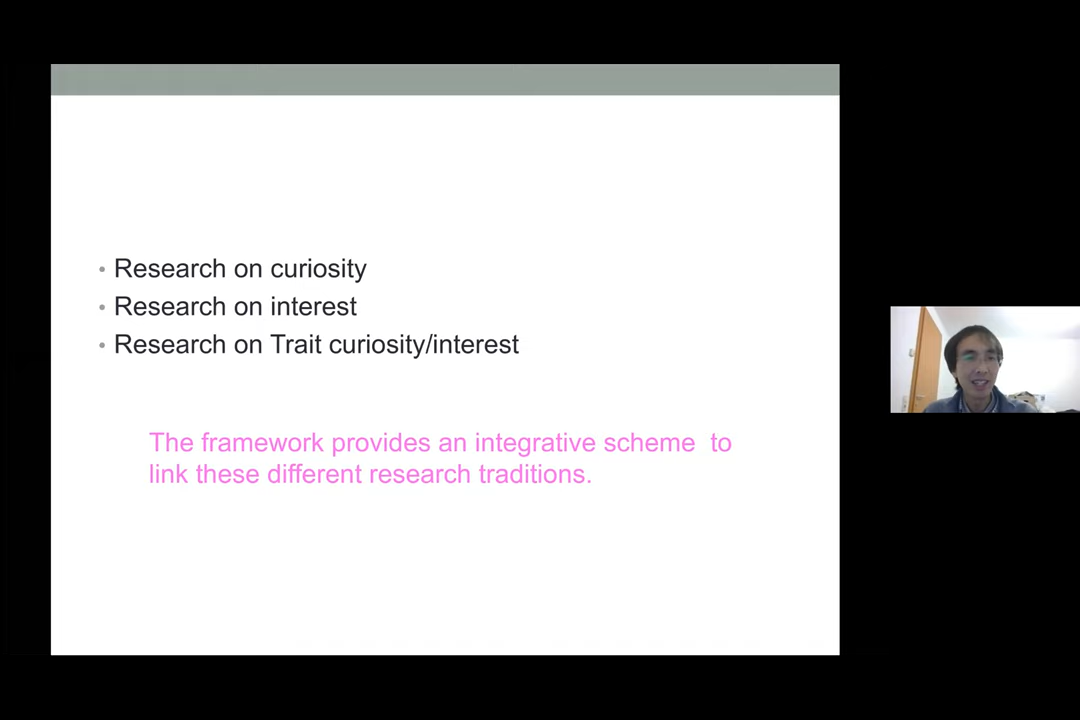 • Research on curiosity
• Research on interest
• Research on Trait curiosity/interest
The framework provides an integrative scheme to
link these different research traditions.